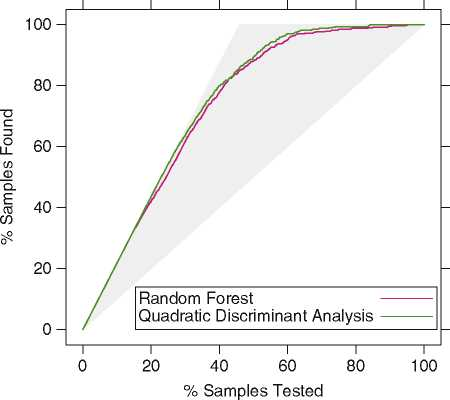 100
80
60
40
20
0
% Samples Found
Random Forest
Quadratic Discriminant Analysis
0 20 40 60 80 100
% Samples Tested